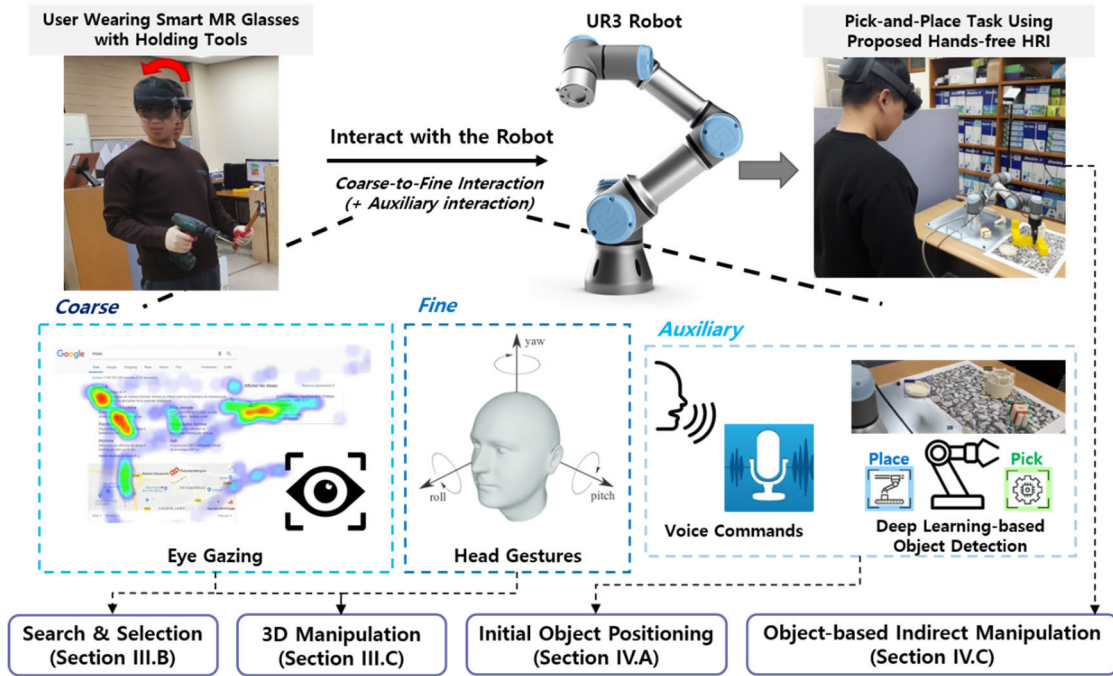 User Wearing Smart MR Glasses
with Holding Tools
UR3 Robot
Pick-and-Place Task Using
Proposed Hands-free HRI
Interact with the Robot
Coarse-to-Fine Interaction
(+ Auxiliary interaction)
Coarse
Fine
Auxiliary
Google
yaw
roll
pitch
Place
Pick
Eye Gazing
Head Gestures
Voice Commands
Deep Learning-based
Object Detection
Search & Selection
(Section III.B)
3D Manipulation
(Section III.C)
Initial Object Positioning
(Section IV.A)
Object-based Indirect Manipulation
(Section IV.C)